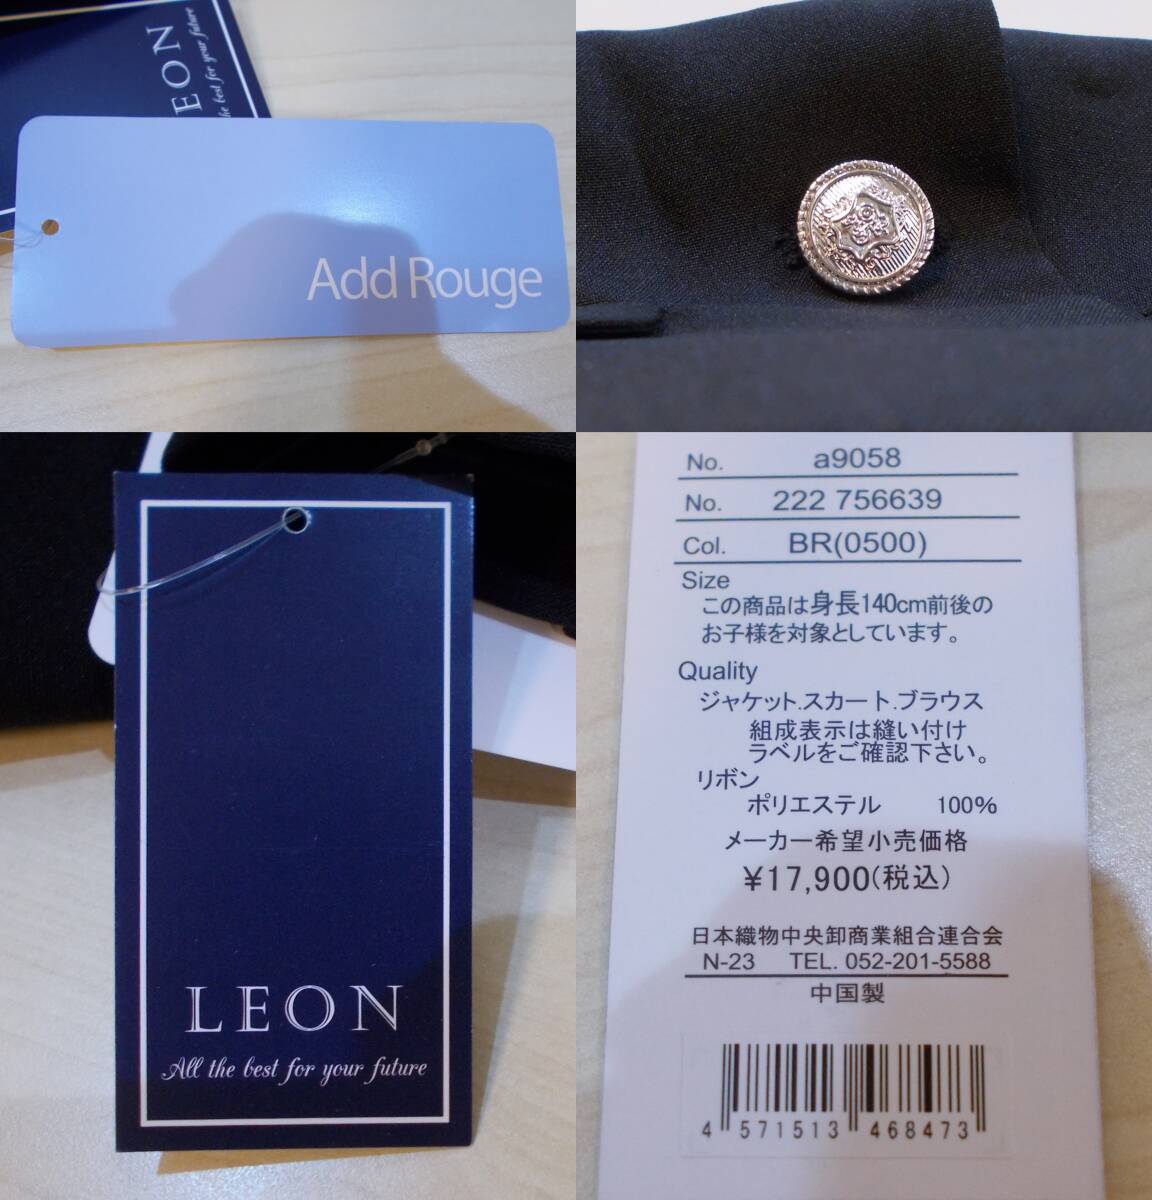 EON
the best for your future
Add Rouge
LEON
All the best for your future
No. a9058
No. 222 756639
Col. BR(0500)
Size
この商品は身長140cm前後の
お子様を対象としています。
Quality
ジャケット.スカート.ブラウス
組成表示は縫い付け
ラベルをご確認下さい。
リボン
ポリエステル 100%
メーカー希望小売価格
¥17,900(税込)
日本織物中央卸商業組合連合会
N-23 TEL. 052-201-5588
中国製
4 571513 468473